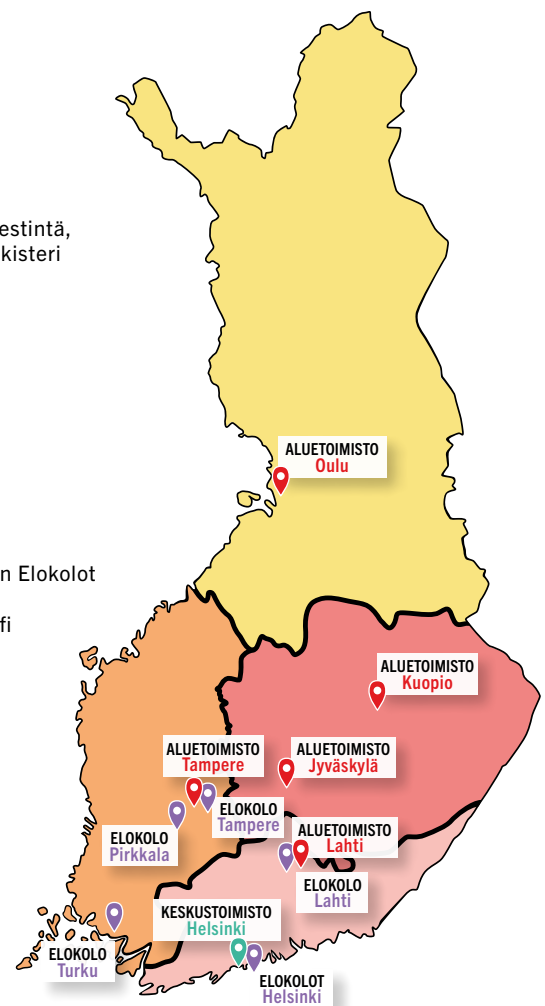 estintä,
kisteri
ALUETOIMISTO
Oulu
n Elokolot
fi
ALUETOIMISTO
Kuopio
ALUETOIMISTO
Tampere
ALUETOIMISTO
Jyväskylä
ELOKOLO
Tampere
ELOKOLO
Pirkkala
ALUETOIMISTO
Lahti
ELOKOLO
Lahti
KESKUSTOIMISTO
Helsinki
ELOKOLO
Turku
ELOKOLOT
Helsinki